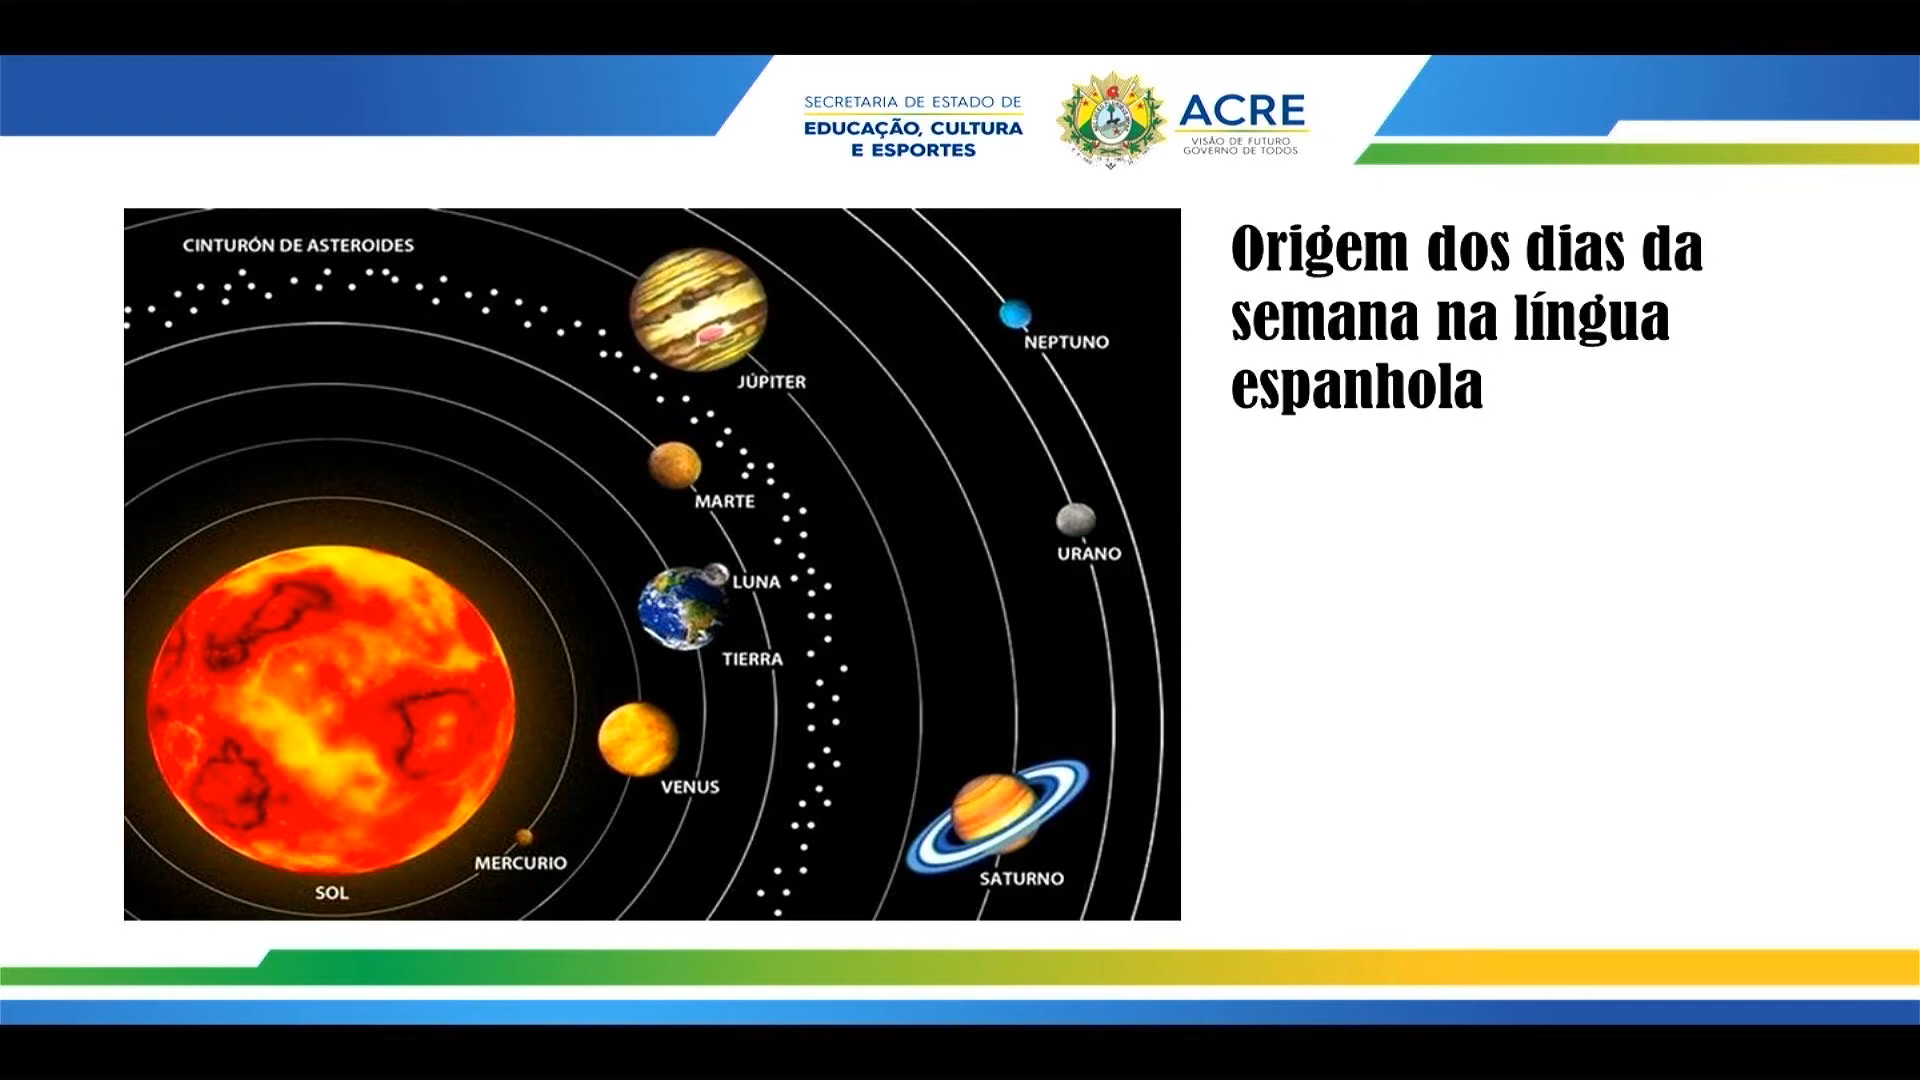 SECRETARIA DE ESTADO DE
EDUCAÇÃO, CULTURA
E ESPORTES
ACRE
VISÃO DE FUTURO
GOVERNO DE TODOS
Origem dos dias da
semana na língua
espanhola
CINTURÓN DE ASTEROIDES
JÚPITER
NEPTUNO
MARTE
URANO
LUNA
TIERRA
VENUS
MERCURIO
SATURNO
SOL